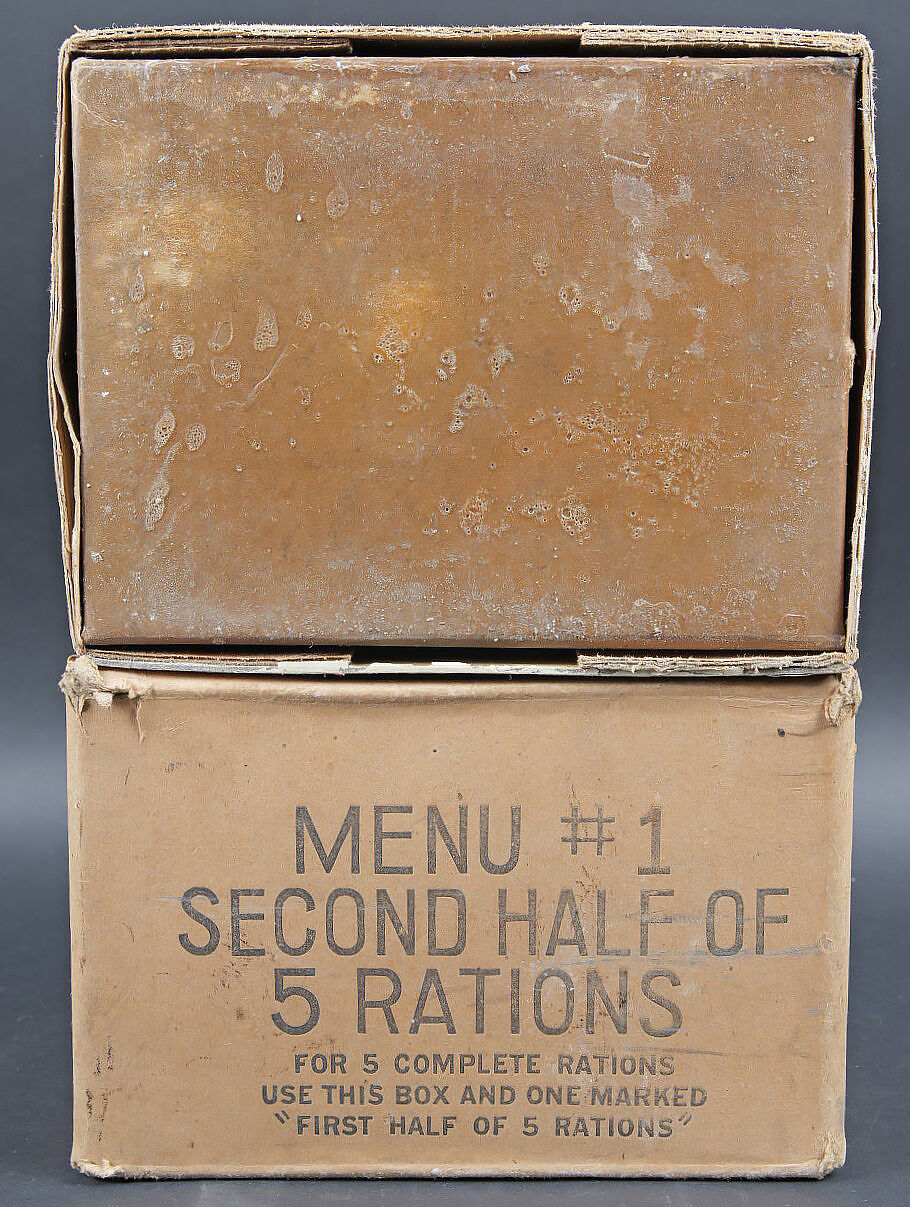 MENU #1
SECOND HALF OF
5 RATIONS
FOR 5 COMPLETE RATIONS
USE THIS BOX AND ONE MARKED
"FIRST HALF OF 5 RATIONS"